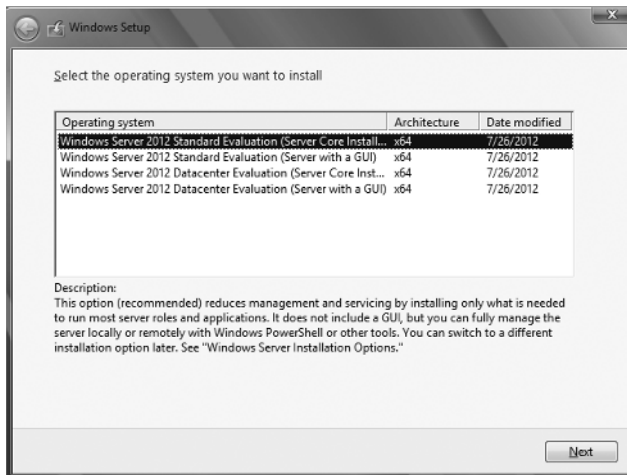 Windows Setup
Select the operating system you want to install
Operating system Architecture Date modified
Windows Server 2012 Standard Evaluation (Server Core Install... x64 7/26/2012
Windows Server 2012 Standard Evaluation (Server with a GUI) x64 7/26/2012
Windows Server 2012 Datacenter Evaluation (Server Core Inst... x64 7/26/2012
Windows Server 2012 Datacenter Evaluation (Server with a GUI) x64 7/26/2012
Description:
This option (recommended) reduces management and servicing by installing only what is needed
to run most server roles and applications. It does not include a GUI, but you can fully manage the
server locally or remotely with Windows PowerShell or other tools. You can switch to a different
installation option later. See "Windows Server Installation Options."
Next